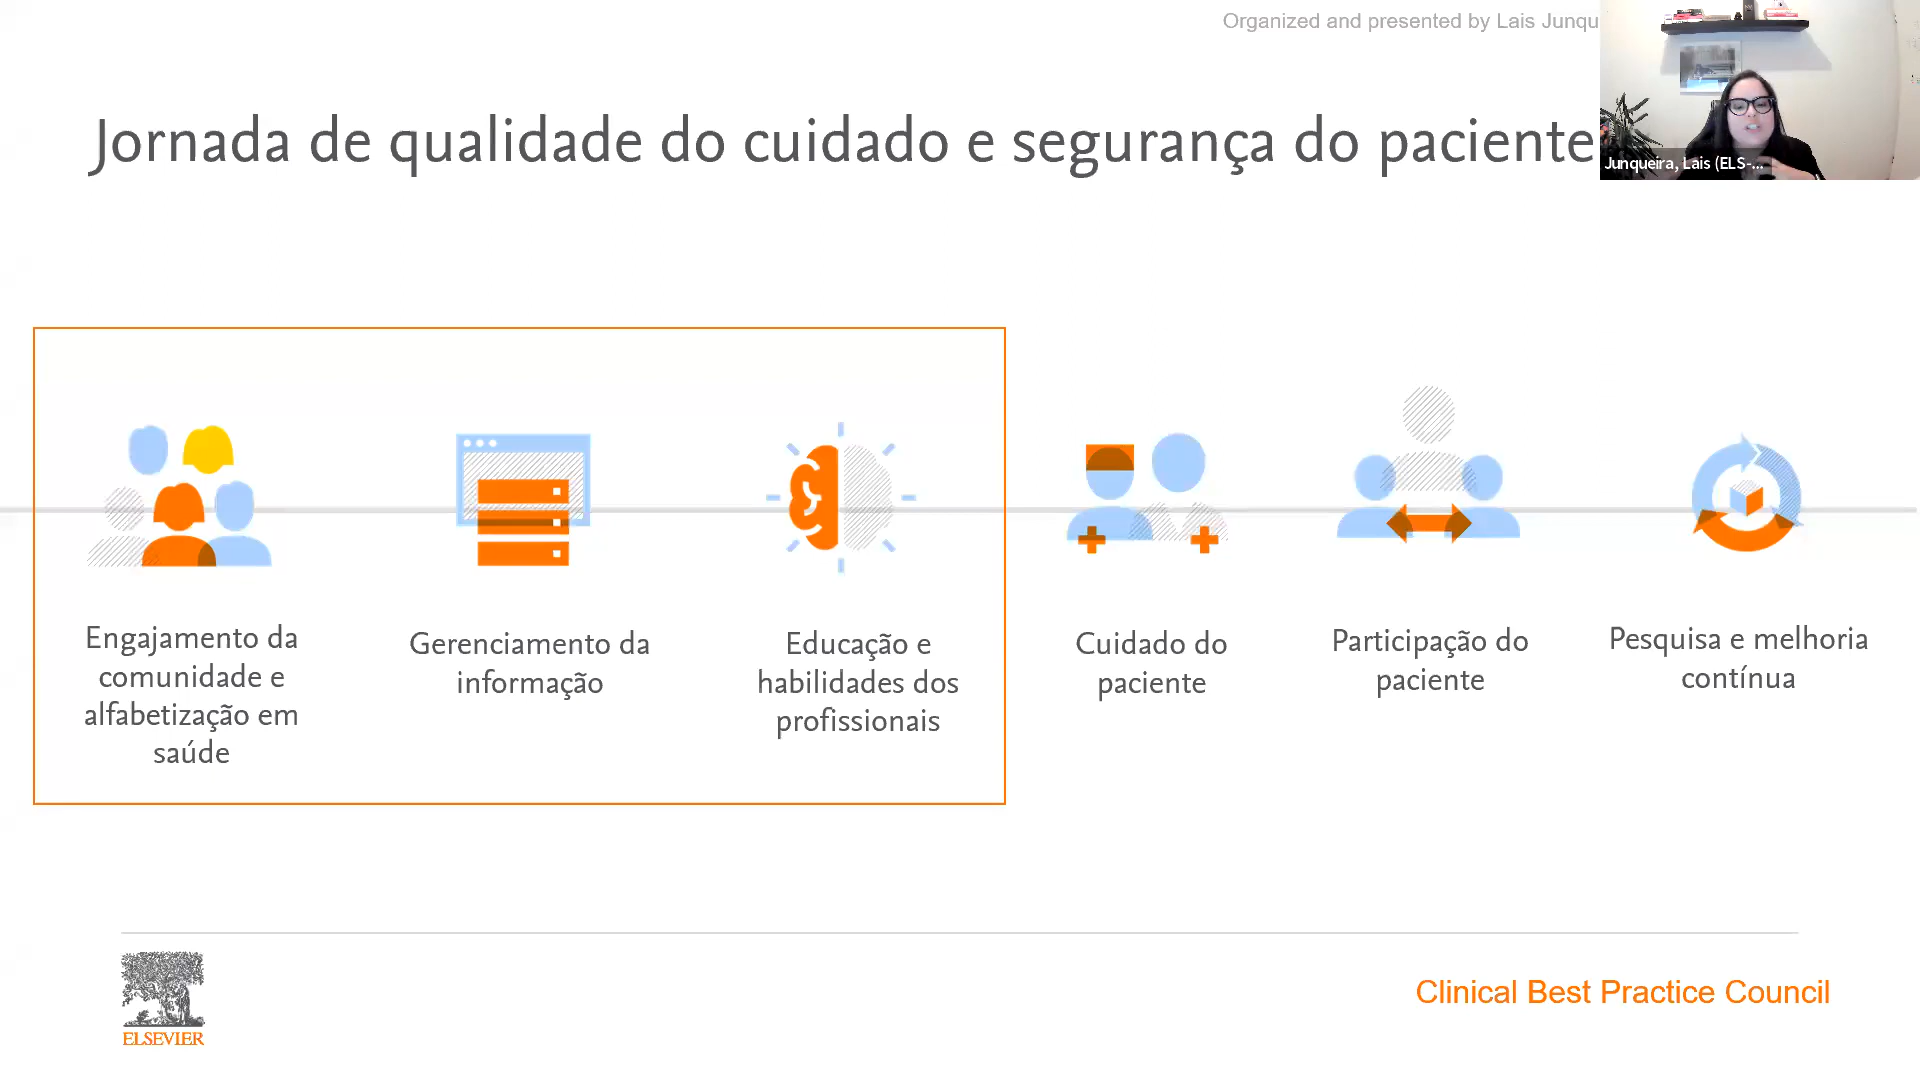 Organized and presented by Lais Junqu
Jornada de qualidade do cuidado e segurança do paciente
Junqueira, Lais (ELS-...
Engajamento da
comunidade e
alfabetização em
saúde
Gerenciamento da
informação
Educação e
habilidades dos
profissionais
Cuidado do
paciente
Participação do
paciente
Pesquisa e melhoria
contínua
ELSEVIER
Clinical Best Practice Council